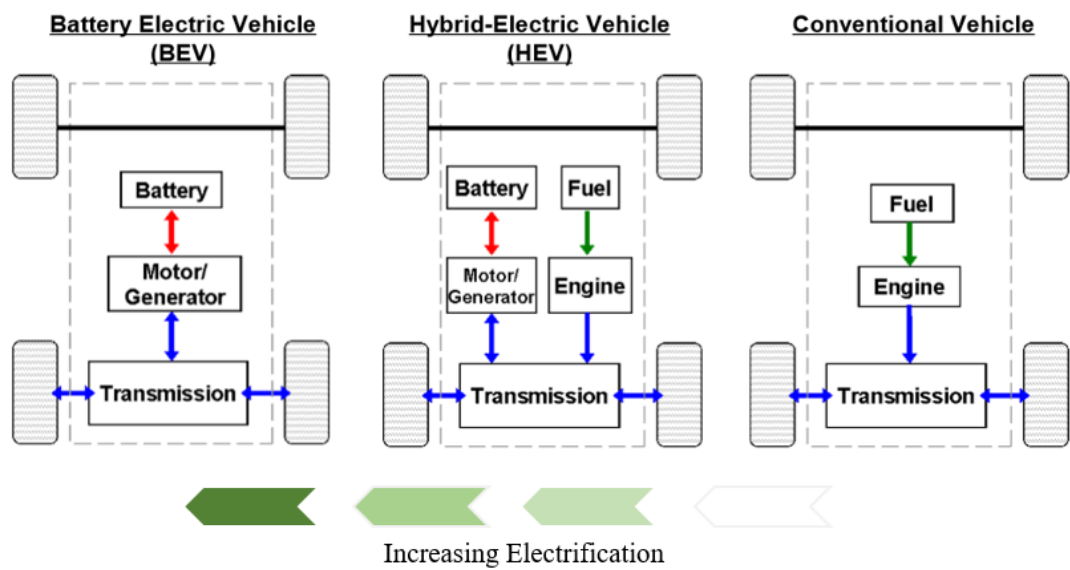 Battery Electric Vehicle
(BEV)
Battery
Motor/
Generator
Transmission
Hybrid-Electric Vehicle
(HEV)
Battery
Fuel
Motor/
Generator
Engine
Transmission
Conventional Vehicle
Fuel
Engine
Transmission
Increasing Electrification